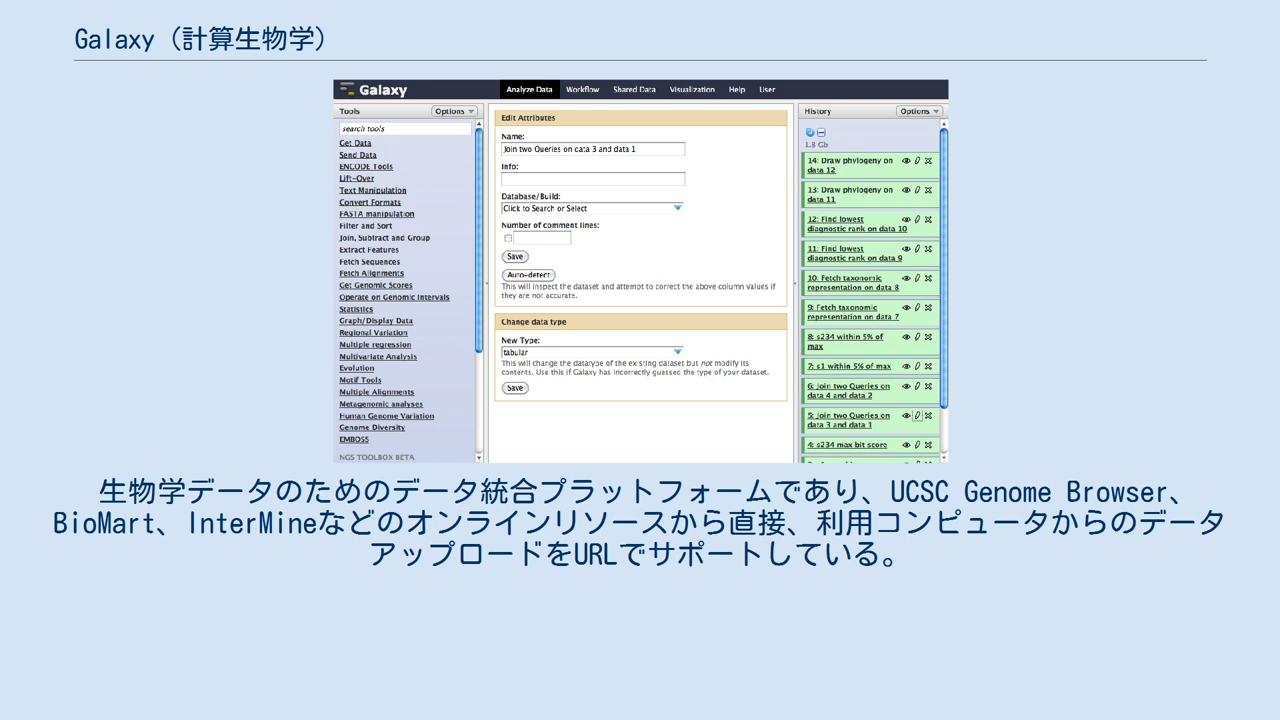 Galaxy（計算生物学）
Galaxy
Analyze Data Workflow Shared Data Visualization Help User
Tools Options
search tools
Get Data
Send Data
ENCODE Tools
Lift-Over
Text Manipulation
Convert Formats
FASTA manipulation
Filter and Sort
Join, Subtract and Group
Extract Features
Fetch Sequences
Fetch Alignments
Get Genomic Scores
Operate on Genomic Intervals
Statistics
Graph/Display Data
Regional Variation
Multiple regression
Multivariate Analysis
Evolution
Motif Tools
Multiple Alignments
Metagenomic analyses
Human Genome Variation
Genome Diversity
EMBOSS
NGS TOOLBOX BETA
Edit Attributes
Name:
Join two Queries on data 3 and data 1
Info:
Database/Build:
Click to Search or Select
Number of comment lines:
Save
Auto-detect
This will inspect the dataset and attempt to correct the above column values if
they are not accurate.
Change data type
New Type:
tabular
This will change the datatype of the existing dataset but not modify its
contents. Use this if Galaxy has incorrectly guessed the type of your dataset.
Save
History Options
1.8 Gb
14: Draw phylogeny on
data 12
13: Draw phylogeny on
data 11
12: Find lowest
diagnostic rank on data 10
11: Find lowest
diagnostic rank on data 9
10: Fetch taxonomic
representation on data 8
9: Fetch taxonomic
representation on data 7
8: s234 within 5% of
max
7: s1 within 5% of max
6: Join two Queries on
data 4 and data 2
5: Join two Queries on
data 3 and data 1
4: s234 max bit score
生物学データのためのデータ統合プラットフォームであり、UCSC Genome Browser、
BioMart、InterMineなどのオンラインリソースから直接、利用コンピュータからのデータ
アップロードをURLでサポートしている。